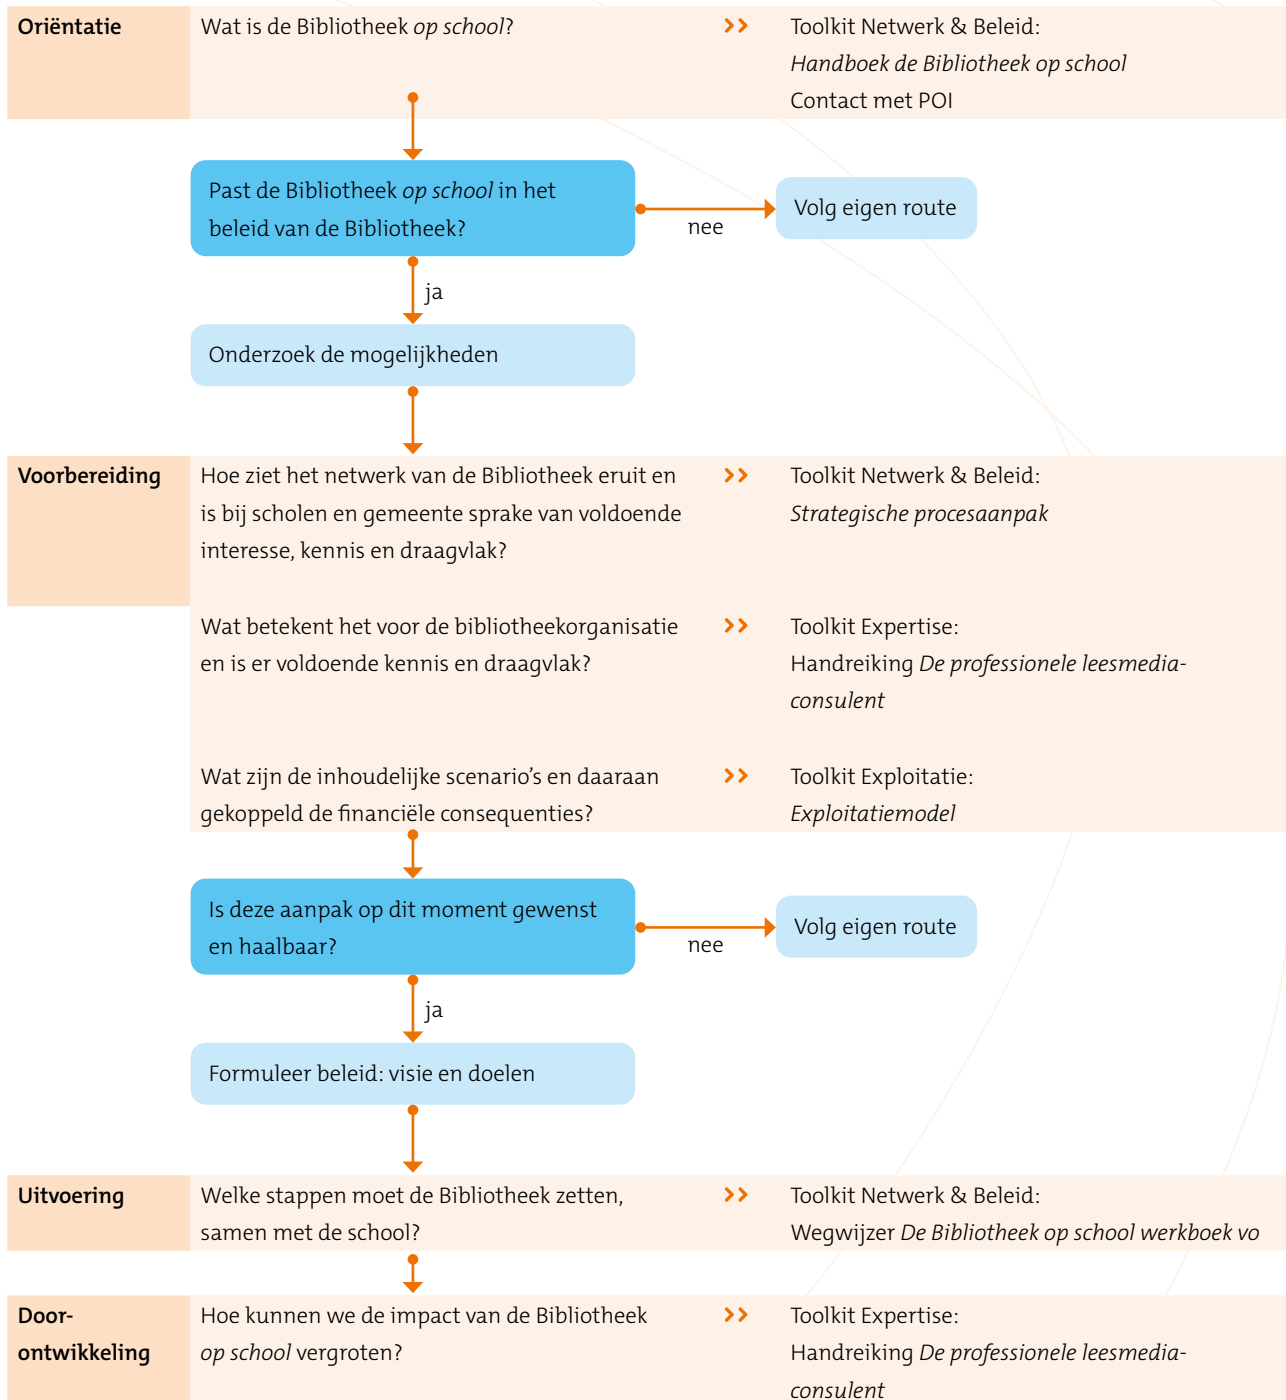 Oriëntatie
Wat is de Bibliotheek op school?
>>
Toolkit Netwerk & Beleid:
Handboek de Bibliotheek op school
Contact met POI
Past de Bibliotheek op school in het
beleid van de Bibliotheek?
nee
Volg eigen route
ja
Onderzoek de mogelijkheden
Voorbereiding
Hoe ziet het netwerk van de Bibliotheek eruit en
is bij scholen en gemeente sprake van voldoende
interesse, kennis en draagvlak?
>>
Toolkit Netwerk & Beleid:
Strategische procesaanpak
Wat betekent het voor de bibliotheekorganisatie
en is er voldoende kennis en draagvlak?
>>
Toolkit Expertise:
Handreiking De professionele leesmedia-
consulent
Wat zijn de inhoudelijke scenario's en daaraan
gekoppeld de financiële consequenties?
>>
Toolkit Exploitatie:
Exploitatiemodel
Is deze aanpak op dit moment gewenst
en haalbaar?
nee
Volg eigen route
ja
Formuleer beleid: visie en doelen
Uitvoering
Welke stappen moet de Bibliotheek zetten,
samen met de school?
>>
Toolkit Netwerk & Beleid:
Wegwijzer De Bibliotheek op school werkboek vo
Door-
ontwikkeling
Hoe kunnen we de impact van de Bibliotheek
op school vergroten?
>>
Toolkit Expertise:
Handreiking De professionele leesmedia-
consulent